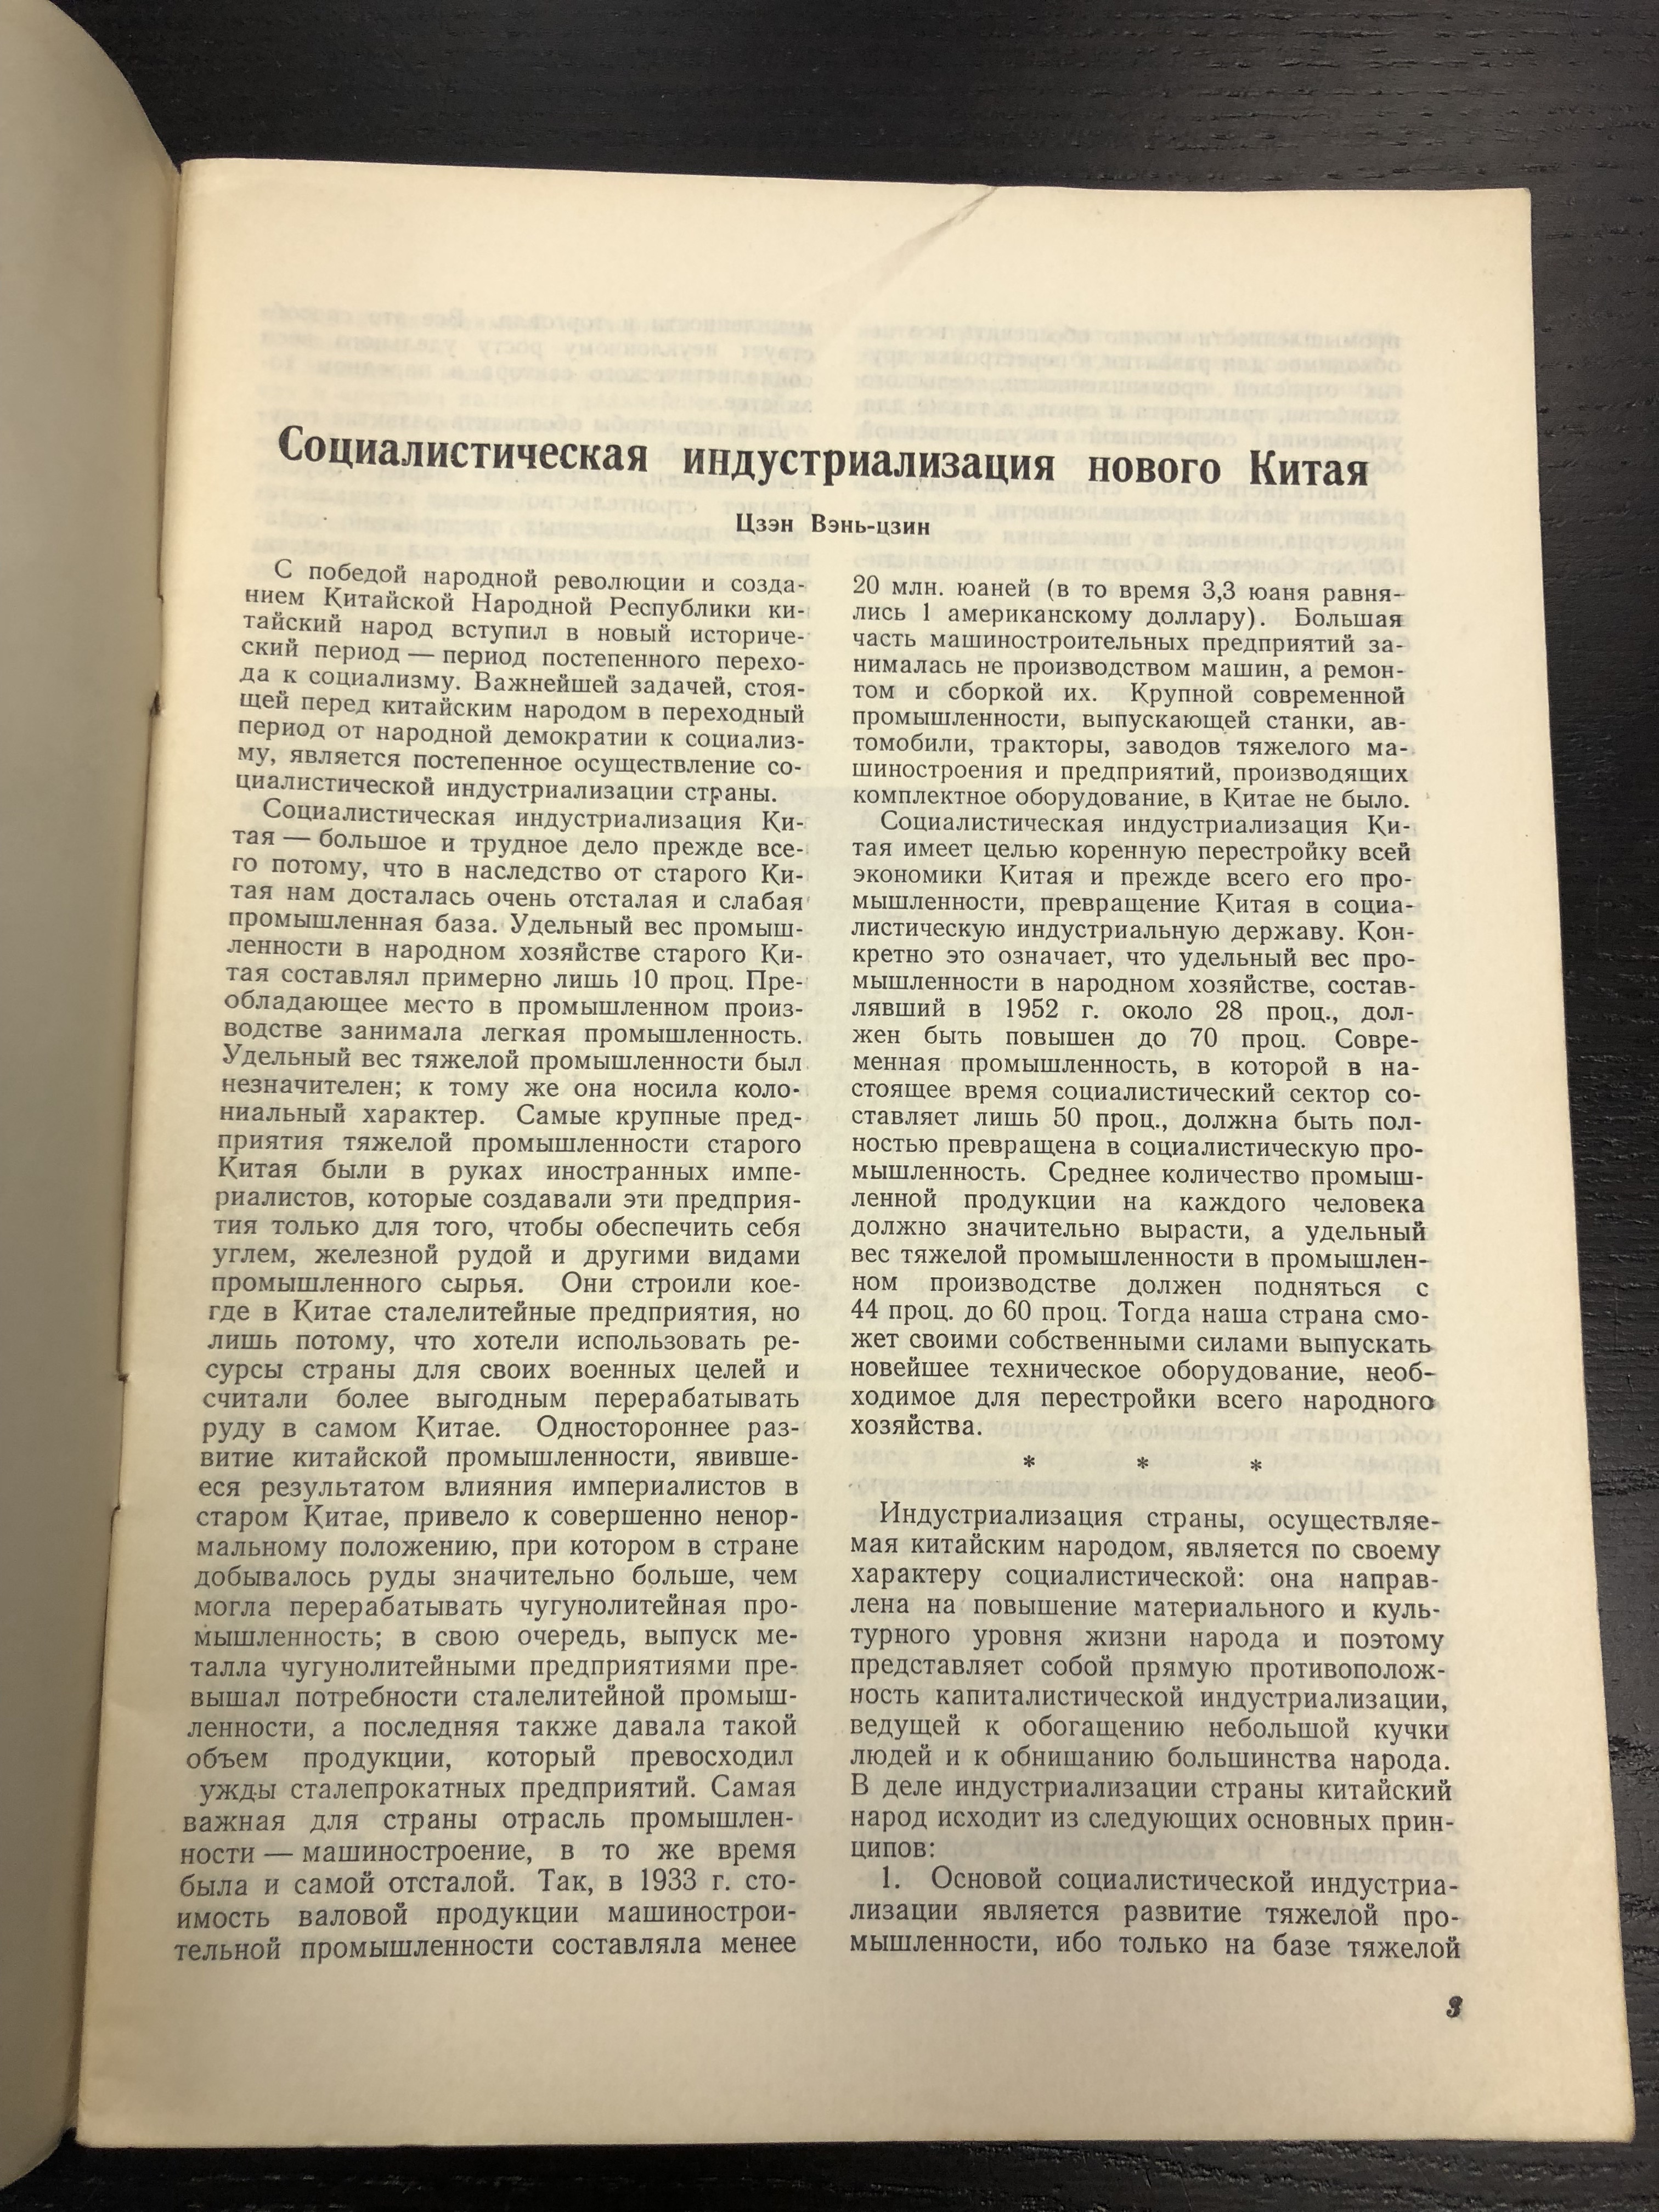 Социалистическая индустриализация нового Китая
Цзэн Вэнь-цзин
С победой народной революции и созда-
нием Китайской Народной Республики ки-
тайский народ вступил в новый историче-
ский период — период постепенного перехо-
да к социализму. Важнейшей задачей, стоя-
щей перед китайским народом в переходный
период от народной демократии к социализ-
му, является постепенное осуществление со-
циалистической индустриализации страны.
Социалистическая индустриализация Ки-
тая — большое и трудное дело прежде все-
го потому, что в наследство от старого Ки-
тая нам досталась очень отсталая и слабая
промышленная база. Удельный вес промыш-
ленности в народном хозяйстве старого Ки-
тая составлял примерно лишь 10 проц. Пре-
обладающее место в промышленном произ-
водстве занимала легкая промышленность.
Удельный вес тяжелой промышленности был
незначителен; к тому же она носила коло-
ниальный характер. Самые крупные пред-
приятия тяжелой промышленности старого
Китая были в руках иностранных импе-
риалистов, которые создавали эти предприя-
тия только для того, чтобы обеспечить себя
углем, железной рудой и другими видами
промышленного сырья. Они строили кое-
где в Китае сталелитейные предприятия, но
лишь потому, что хотели использовать ре-
сурсы страны для своих военных целей и
считали более выгодным перерабатывать
руду в самом Китае. Одностороннее раз-
витие китайской промышленности, явивше-
еся результатом влияния империалистов в
старом Китае, привело к совершенно ненор-
мальному положению, при котором в стране
добывалось руды значительно больше, чем
могла перерабатывать чугунолитейная про-
мышленность; в свою очередь, выпуск ме-
талла чугунолитейными предприятиями пре-
вышал потребности сталелитейной промыш-
ленности, а последняя также давала такой
объем продукции, который превосходил
ужды сталепрокатных предприятий. Самая
важная для страны отрасль промышлен-
ности — машиностроение, в то же время
была и самой отсталой. Так, в 1933 г. сто-
имость валовой продукции машинострои-
тельной промышленности составляла менее
20 млн. юаней (в то время 3,3 юаня равня-
лись 1 американскому доллару). Большая
часть машиностроительных предприятий за-
нималась не производством машин, а ремон-
том и сборкой их. Крупной современной
промышленности, выпускающей станки, ав-
томобили, тракторы, заводов тяжелого ма-
шиностроения и предприятий, производящих
комплектное оборудование, в Китае не было.
Социалистическая индустриализация Ки-
тая имеет целью коренную перестройку всей
экономики Китая и прежде всего его про-
мышленности, превращение Китая в социа-
листическую индустриальную державу. Кон-
кретно это означает, что удельный вес про-
мышленности в народном хозяйстве, состав-
лявший в 1952 г. около 28 проц., дол-
жен быть повышен до 70 проц. Совре-
менная промышленность, в которой в на-
стоящее время социалистический сектор со-
ставляет лишь 50 проц., должна быть пол-
ностью превращена в социалистическую про-
мышленность. Среднее количество промыш-
ленной продукции на каждого человека
должно значительно вырасти, а удельный
вес тяжелой промышленности в промышлен-
ном производстве должен подняться с
44 проц. до 60 проц. Тогда наша страна смо-
жет своими собственными силами выпускать
новейшее техническое оборудование, необ-
ходимое для перестройки всего народного
хозяйства.
* * *
Индустриализация страны, осуществляе-
мая китайским народом, является по своему
характеру социалистической: она направ-
лена на повышение материального и куль-
турного уровня жизни народа и поэтому
представляет собой прямую противополож-
ность капиталистической индустриализации,
ведущей к обогащению небольшой кучки
людей и к обнищанию большинства народа.
В деле индустриализации страны китайский
народ исходит из следующих основных прин-
ципов:
1. Основой социалистической индустриа-
лизации является развитие тяжелой про-
мышленности, ибо только на базе тяжелой
3